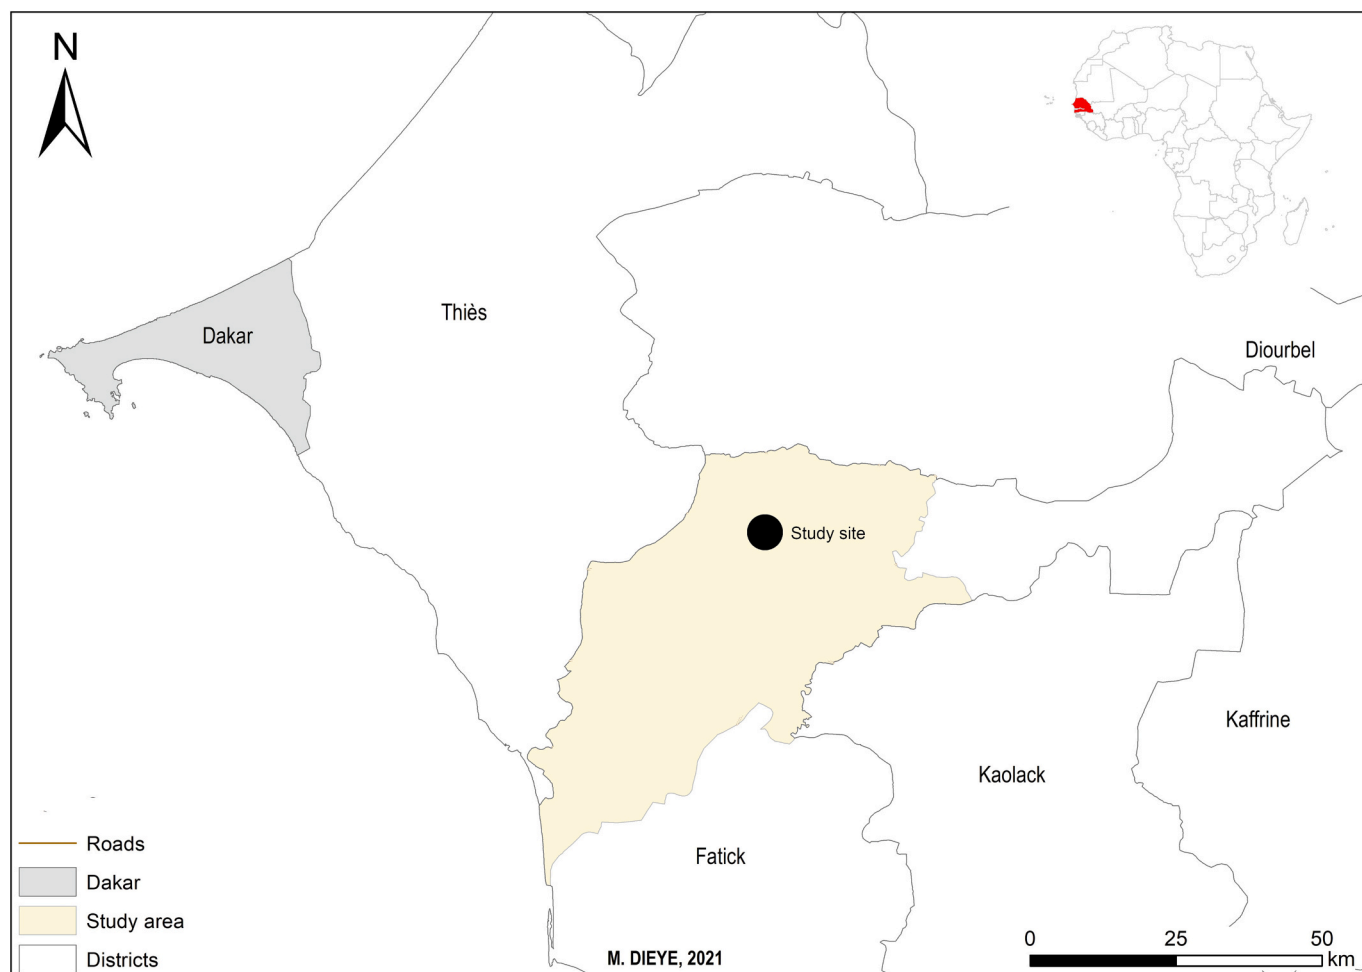 N
Dakar
Thiès
Diourbel
Study site
Kaffrine
Kaolack
Fatick
Roads
Dakar
Study area
Districts
M. DIEYE, 2021
0 25 50
km